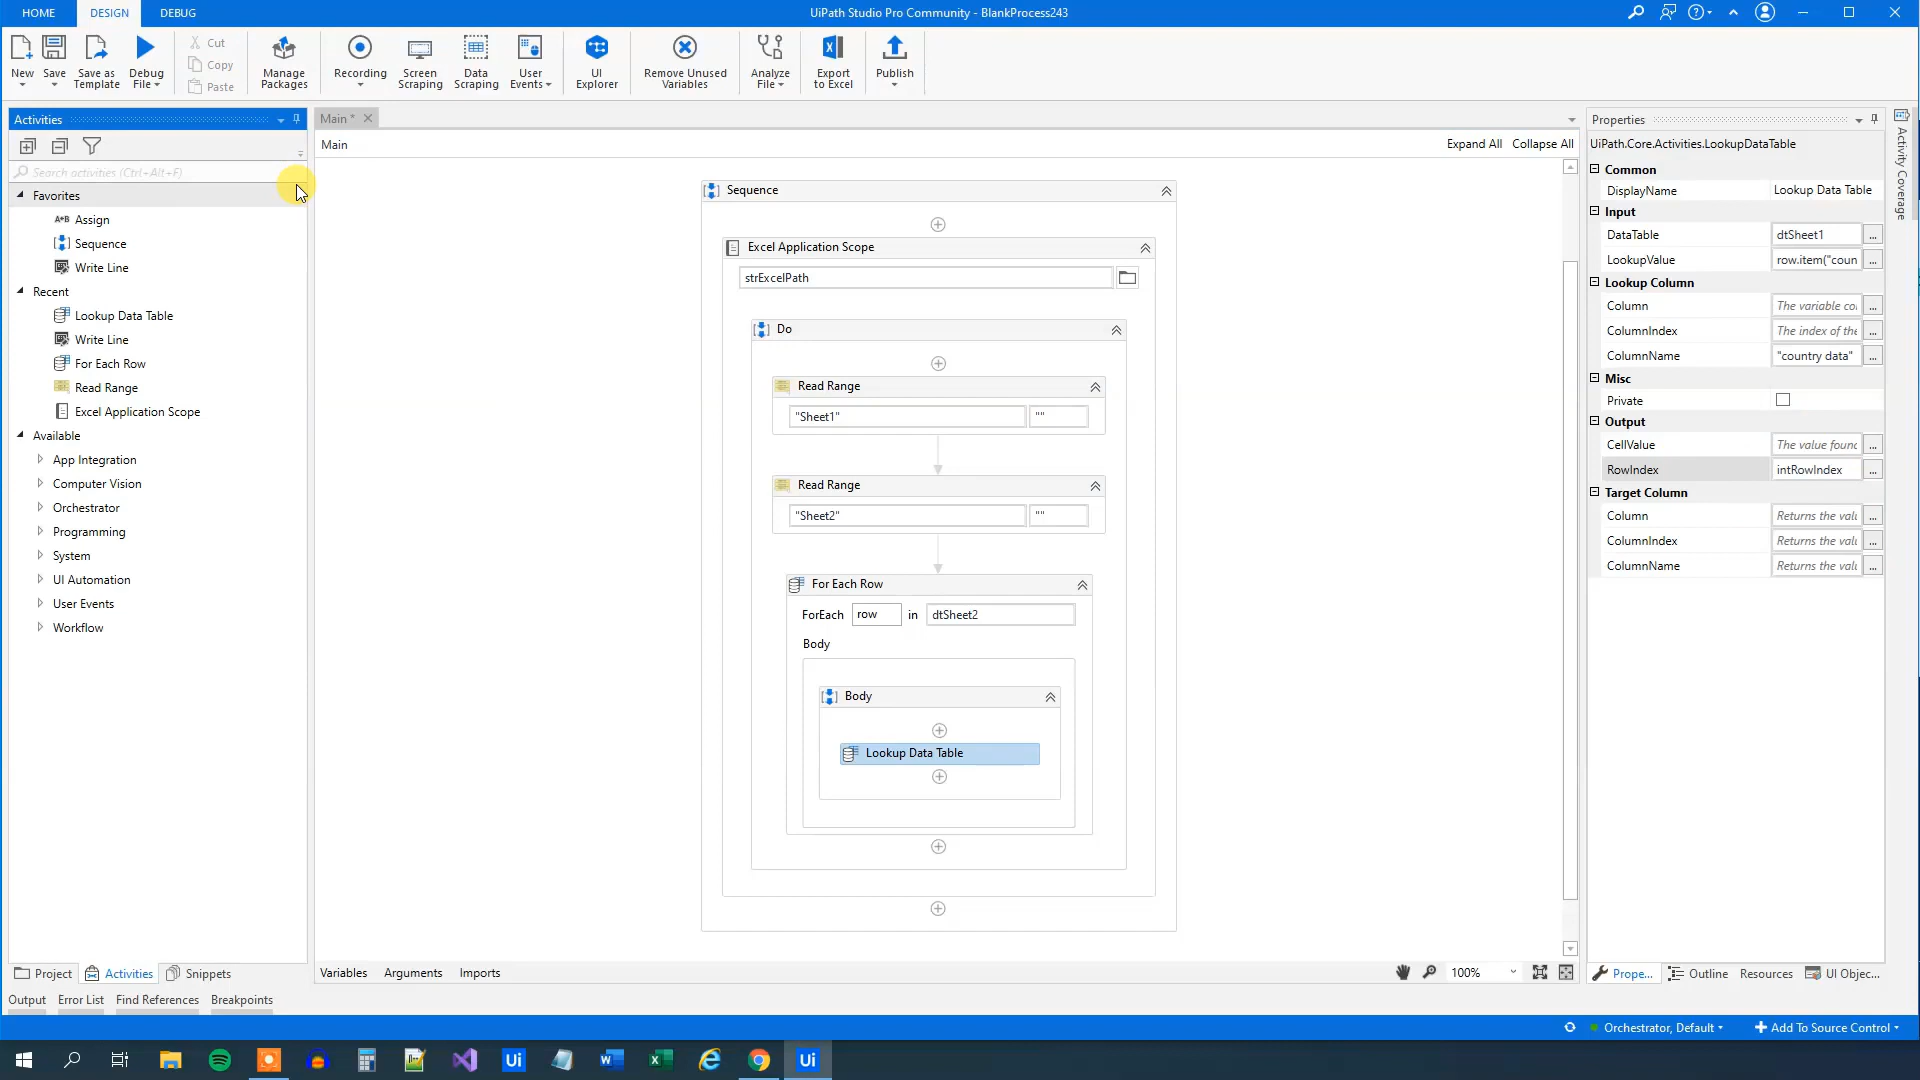 HOME DESIGN DEBUG
UiPath Studio Pro Community - BlankProcess243
New
Save
Save as Template
Debug File
Cut
Copy
Paste
Manage Packages
Recording
Screen Scraping
Data Scraping
User Events
UI Explorer
Remove Unused Variables
Analyze File
Export to Excel
Publish
Activities
Search activities (Ctrl+Alt+F)
Favorites
Assign
Sequence
Write Line
Recent
Lookup Data Table
Write Line
For Each Row
Read Range
Excel Application Scope
Available
App Integration
Computer Vision
Orchestrator
Programming
System
UI Automation
User Events
Workflow
Project Activities Snippets
Main *
Main
Expand All Collapse All
Sequence
Excel Application Scope
strExcelPath
Do
Read Range
"Sheet1" ""
Read Range
"Sheet2" ""
For Each Row
ForEach row in dtSheet2
Body
Body
Lookup Data Table
Variables Arguments Imports
100%
Properties
UiPath.Core.Activities.LookupDataTable
Common
DisplayName Lookup Data Table
Input
DataTable dtSheet1 ...
LookupValue row.item("coun ...
Lookup Column
Column The variable co ...
ColumnIndex The index of the ...
ColumnName "country data" ...
Misc
Private
Output
CellValue The value found ...
RowIndex intRowIndex ...
Target Column
Column Returns the valu ...
ColumnIndex Returns the valu ...
ColumnName Returns the valu ...
Prope... Outline Resources UI Objec...
Activity Coverage
Output Error List Find References Breakpoints
Orchestrator, Default
Add To Source Control